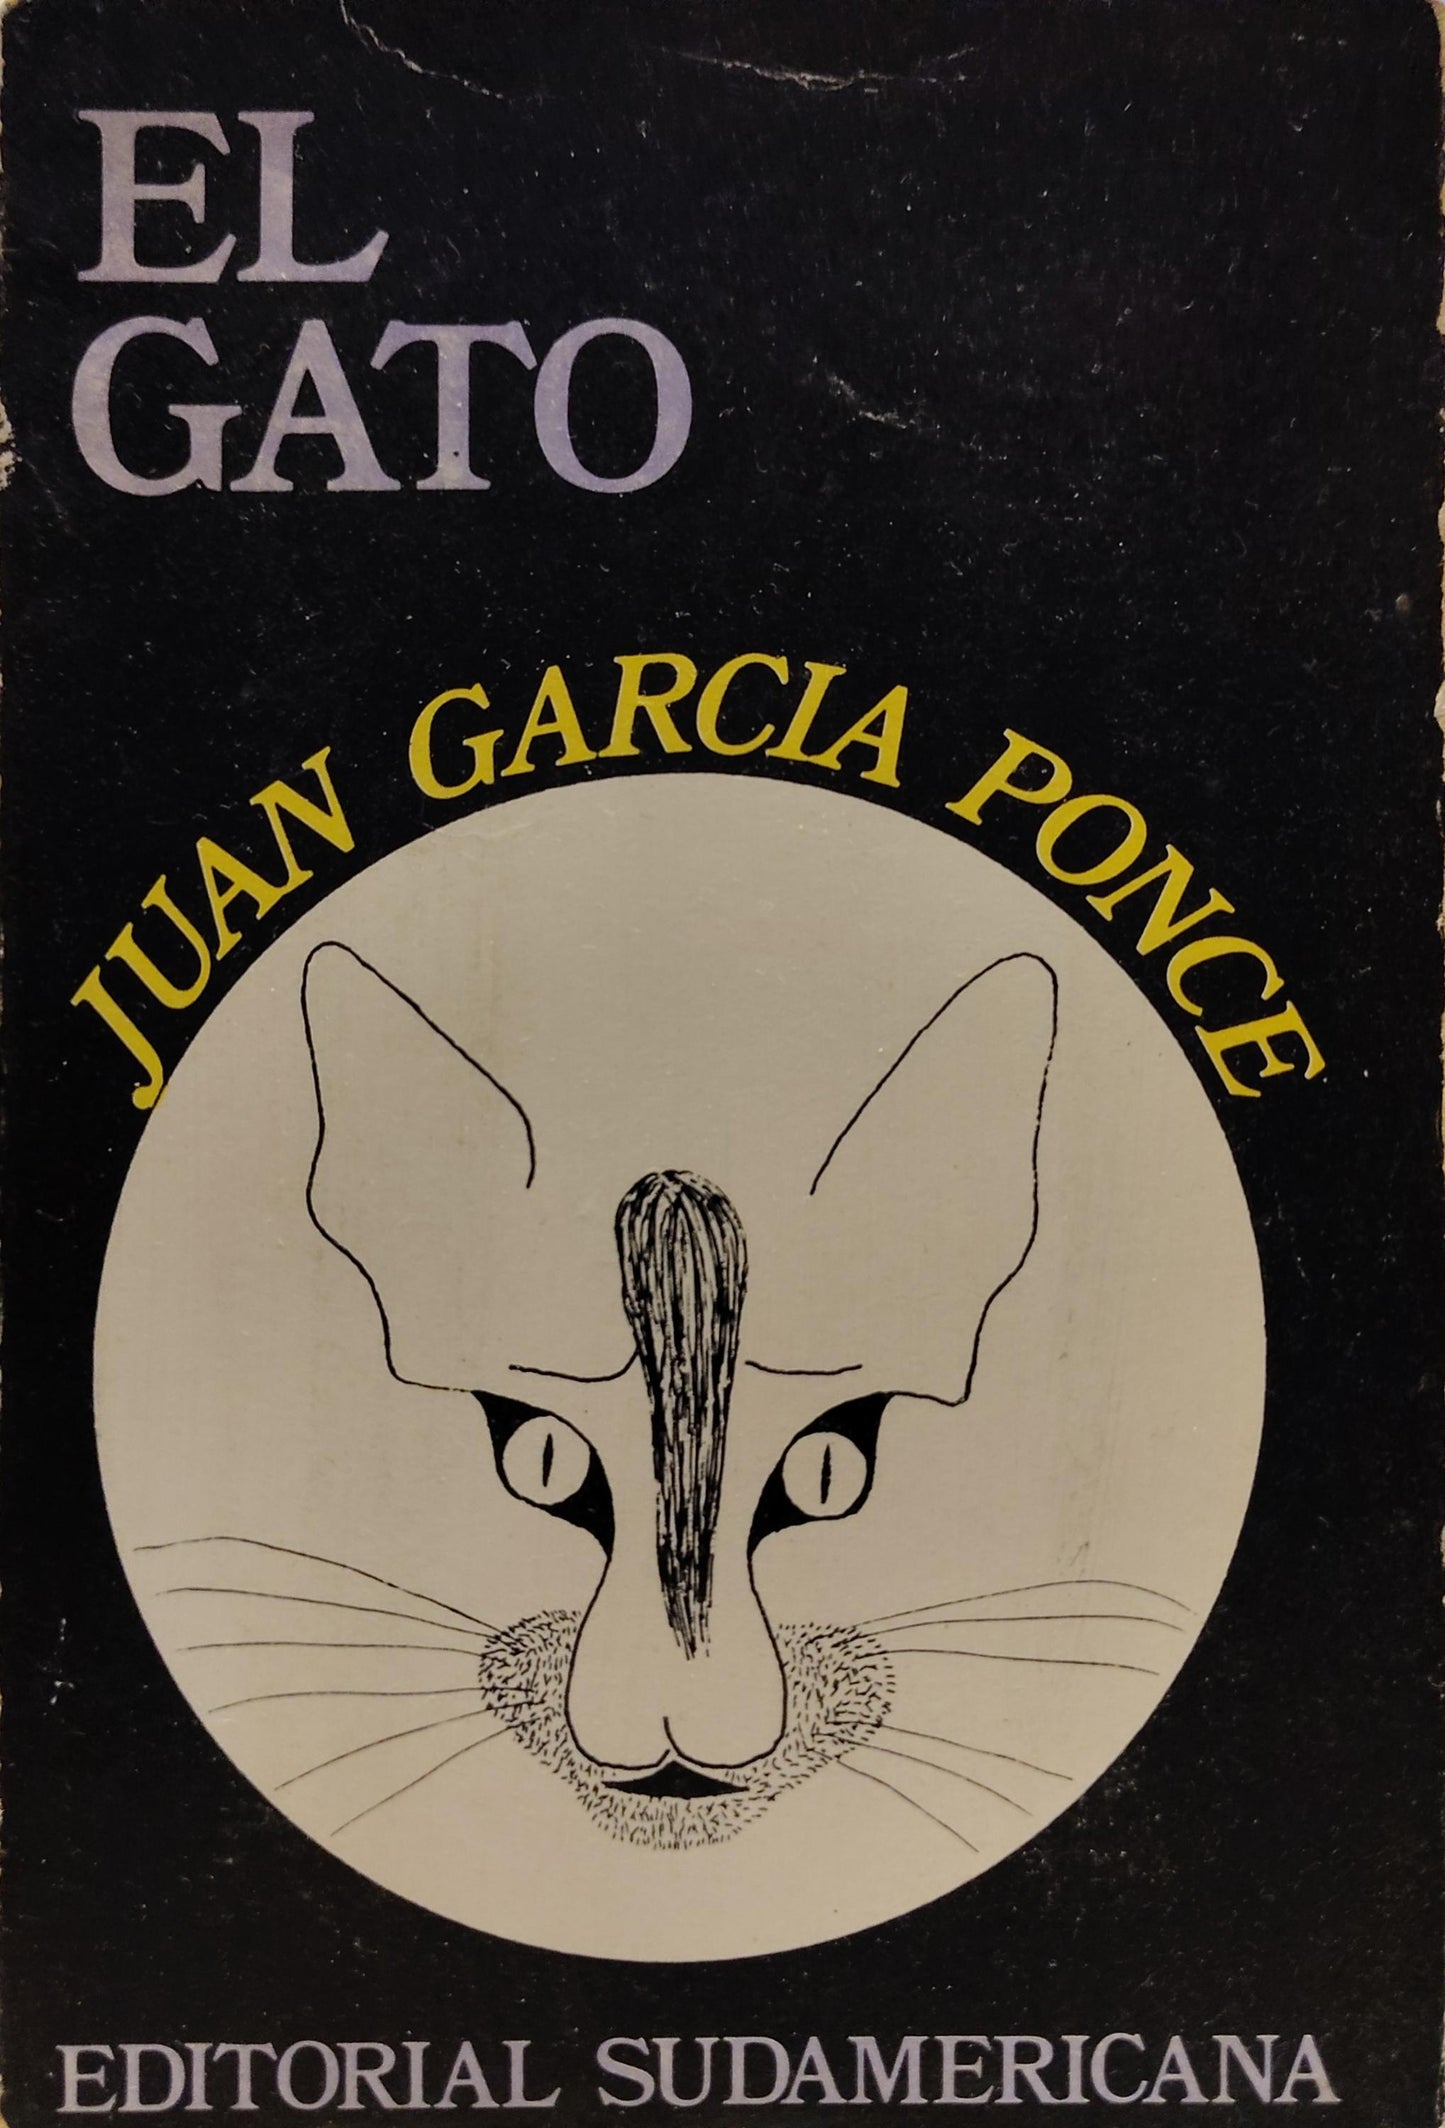 EL
GATO
JUAN GARCIA PONCE
EDITORIAL SUDAMERICANA